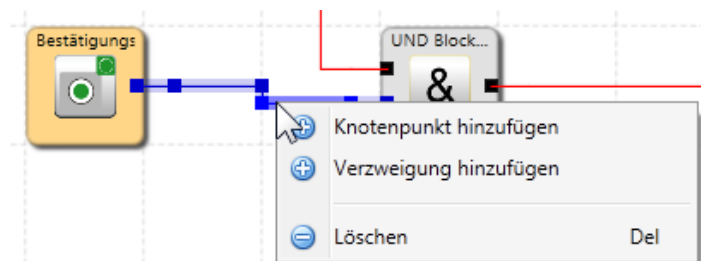 Bestätigungs
UND Block...
&
Knotenpunkt hinzufügen
Verzweigung hinzufügen
Löschen Del